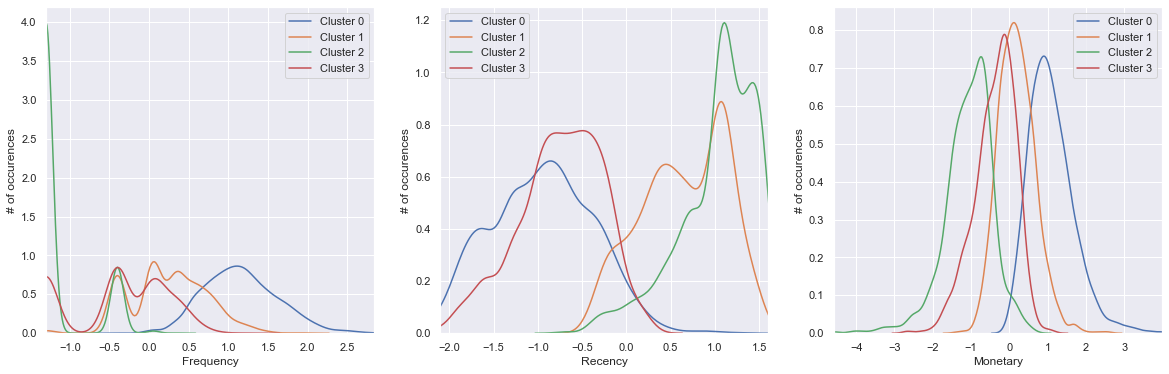 4.0
3.5
3.0
2.5
2.0
1.5
1.0
0.5
0.0
# of occurences
−1.0 −0.5 0.0 0.5 1.0 1.5 2.0 2.5
Frequency
Cluster 0
Cluster 1
Cluster 2
Cluster 3
1.2
1.0
0.8
0.6
0.4
0.2
0.0
# of occurences
−2.0 −1.5 −1.0 −0.5 0.0 0.5 1.0 1.5
Recency
Cluster 0
Cluster 1
Cluster 2
Cluster 3
0.8
0.7
0.6
0.5
0.4
0.3
0.2
0.1
0.0
# of occurences
−4 −3 −2 −1 0 1 2 3
Monetary
Cluster 0
Cluster 1
Cluster 2
Cluster 3